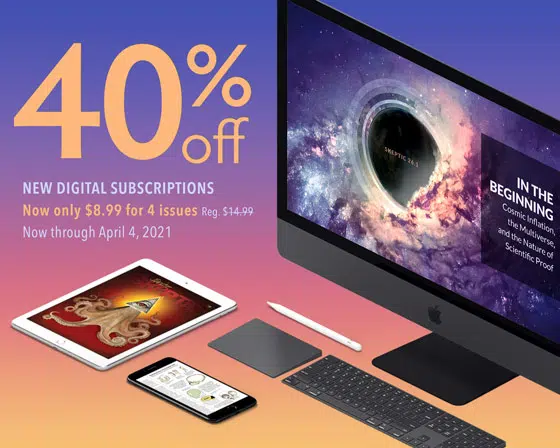 40%
off
NEW DIGITAL SUBSCRIPTIONS
Now only $8.99 for 4 issues Reg. $14.99
Now through April 4, 2021
SKEPTIC 24.1
IN THE
BEGINNING
Cosmic Inflation,
the Multiverse,
and the Nature of
Scientific Proof